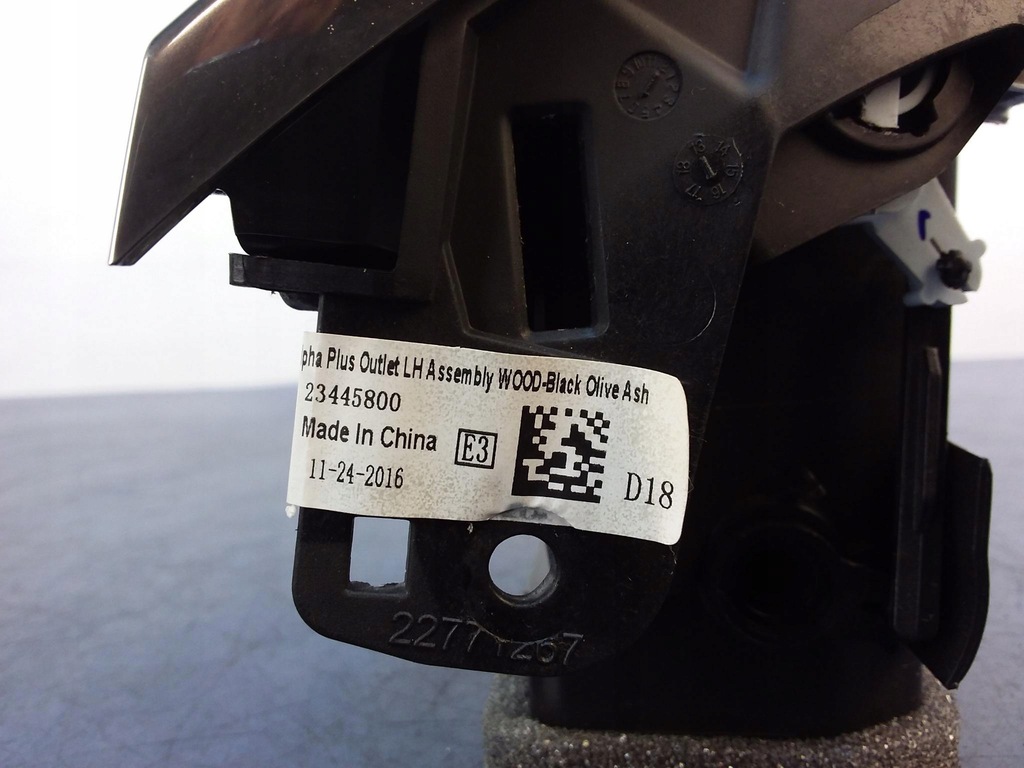 pha Plus Outlet LH Assembly WOOD-Black Olive Ash
23445800
Made In China
E3
11-24-2016
D18